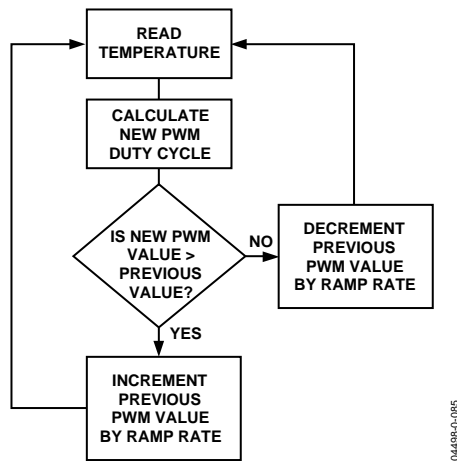 READ
TEMPERATURE
CALCULATE
NEW PWM
DUTY CYCLE
IS NEW PWM
VALUE >
PREVIOUS
VALUE?
NO
DECREMENT
PREVIOUS
PWM VALUE
BY RAMP RATE
YES
INCREMENT
PREVIOUS
PWM VALUE
BY RAMP RATE
04498-0-085